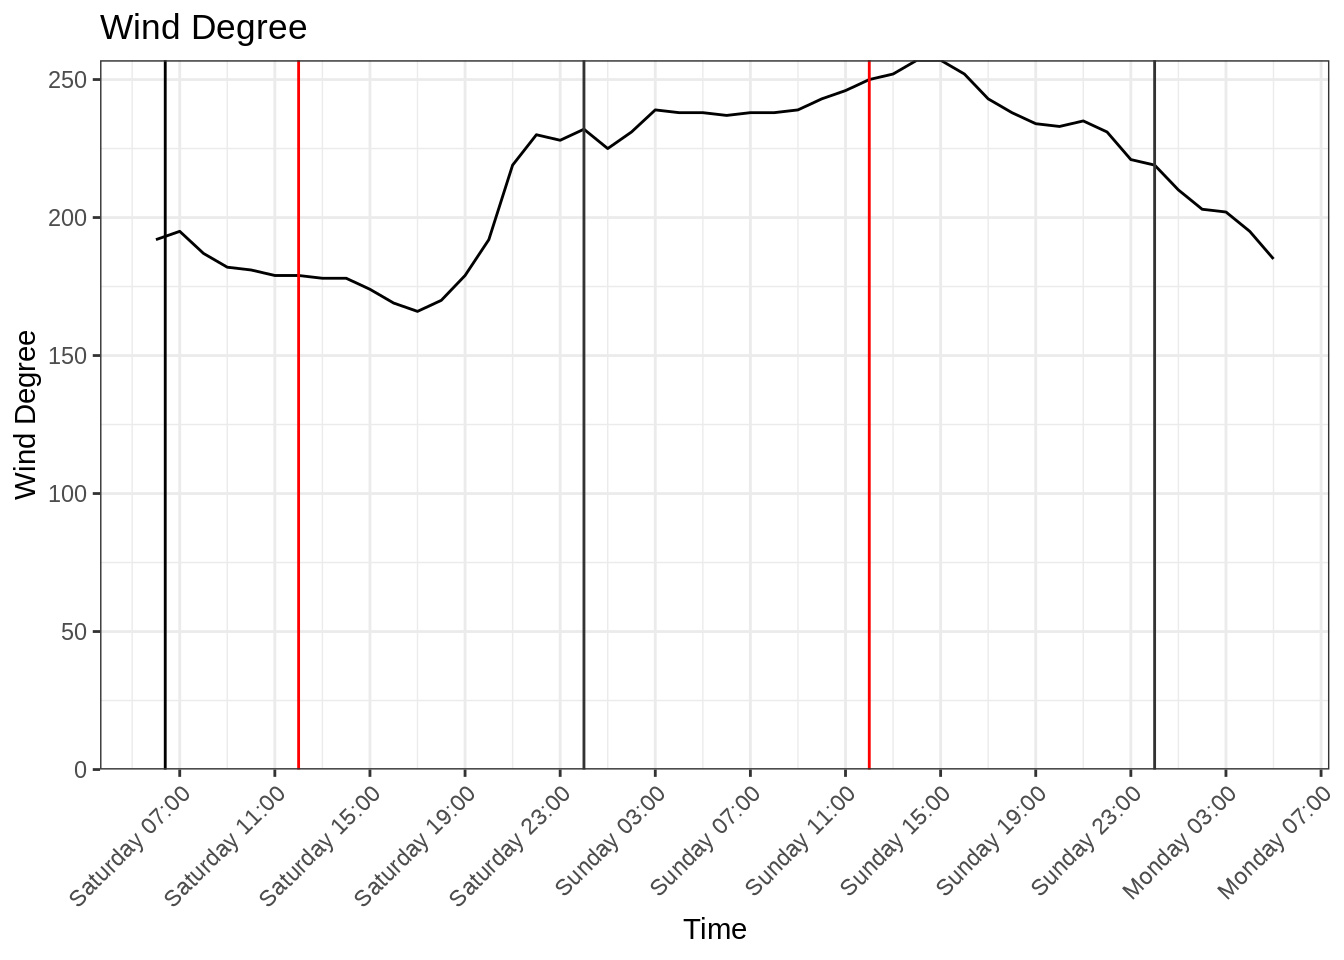 Wind Degree
Wind Degree
250
200
150
100
50
0
Saturday 07:00
Saturday 11:00
Saturday 15:00
Saturday 19:00
Saturday 23:00
Sunday 03:00
Sunday 07:00
Sunday 11:00
Sunday 15:00
Sunday 19:00
Sunday 23:00
Monday 03:00
Monday 07:00
Time